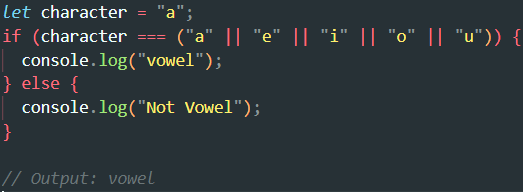 let character = "a";
if (character === ("a" || "e" || "i" || "o" || "u")) {
  console.log("vowel");
} else {
  console.log("Not Vowel");
}
// Output: vowel